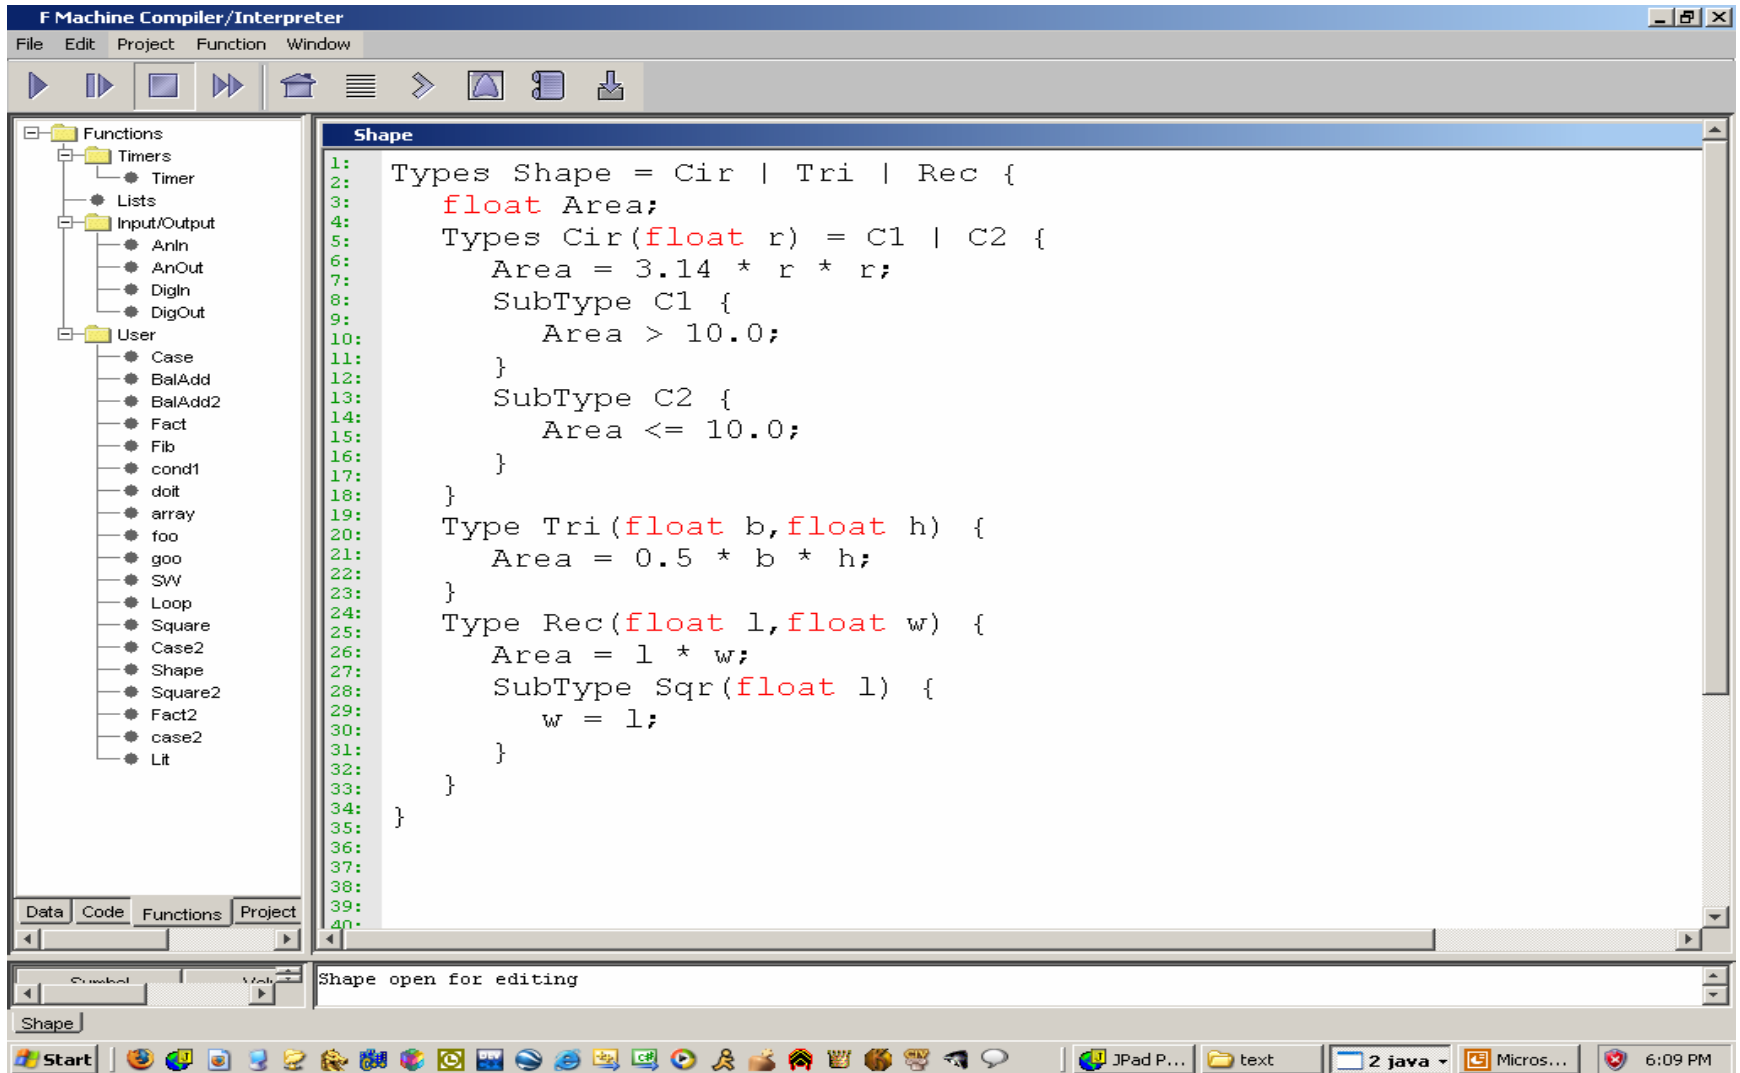 F Machine Compiler/Interpreter
File Edit Project Function Window
Functions
Timers
Timer
Lists
Input/Output
AnIn
AnOut
DigIn
DigOut
User
Case
BalAdd
BalAdd2
Fact
Fib
cond1
doit
array
foo
goo
SW
Loop
Square
Case2
Shape
Square2
Fact2
case2
Lit
Data Code Functions Project
Shape
1:
2:
3:
4:
5:
6:
7:
8:
9:
10:
11:
12:
13:
14:
15:
16:
17:
18:
19:
20:
21:
22:
23:
24:
25:
26:
27:
28:
29:
30:
31:
32:
33:
34:
35:
36:
37:
38:
39:
40:
Types Shape = Cir | Tri | Rec {
float Area;
Types Cir(float r) = C1 | C2 {
Area = 3.14 * r * r;
SubType C1 {
Area > 10.0;
}
SubType C2 {
Area <= 10.0;
}
}
Type Tri(float b,float h) {
Area = 0.5 * b * h;
}
Type Rec(float l,float w) {
Area = l * w;
SubType Sqr(float l) {
w = l;
}
}
}
Symbol
Shape open for editing
Shape
Start JPad P... text 2 java Micros... 6:09 PM